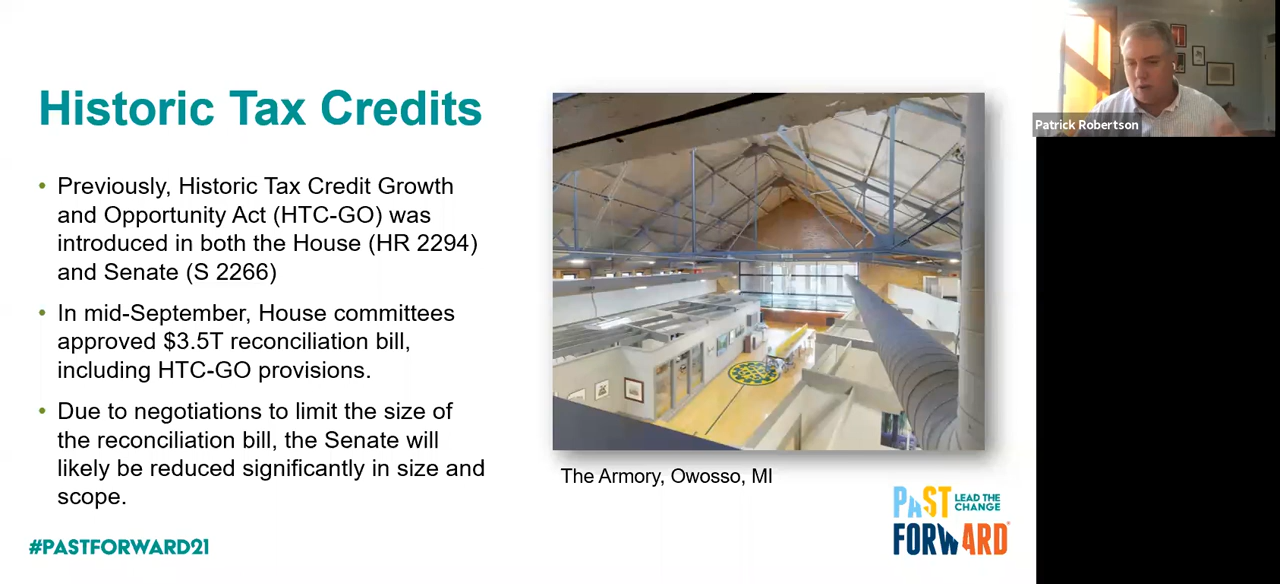 Historic Tax Credits
• Previously, Historic Tax Credit Growth
and Opportunity Act (HTC-GO) was
introduced in both the House (HR 2294)
and Senate (S 2266)
• In mid-September, House committees
approved $3.5T reconciliation bill,
including HTC-GO provisions.
• Due to negotiations to limit the size of
the reconciliation bill, the Senate will
likely be reduced significantly in size and
scope.
The Armory, Owosso, MI
#PASTFORWARD21
PAST LEAD THE
CHANGE
FORWARD®
Patrick Robertson